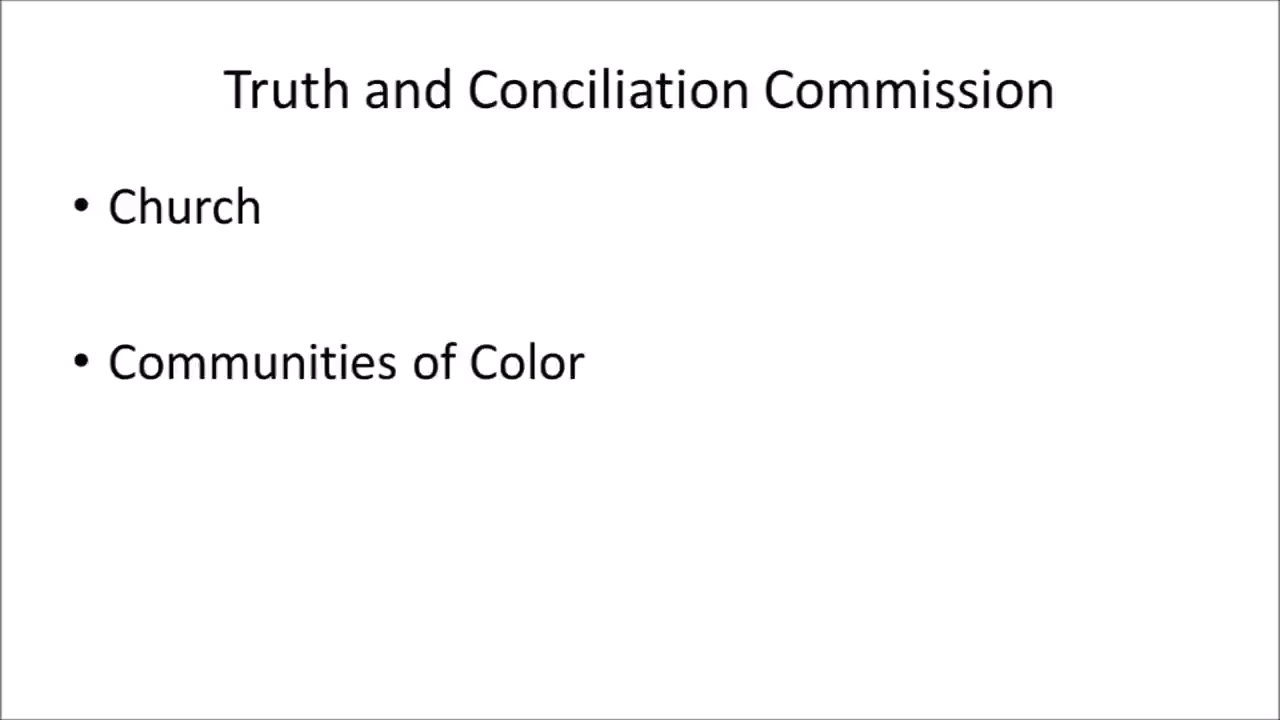 Truth and Conciliation Commission
• Church
• Communities of Color